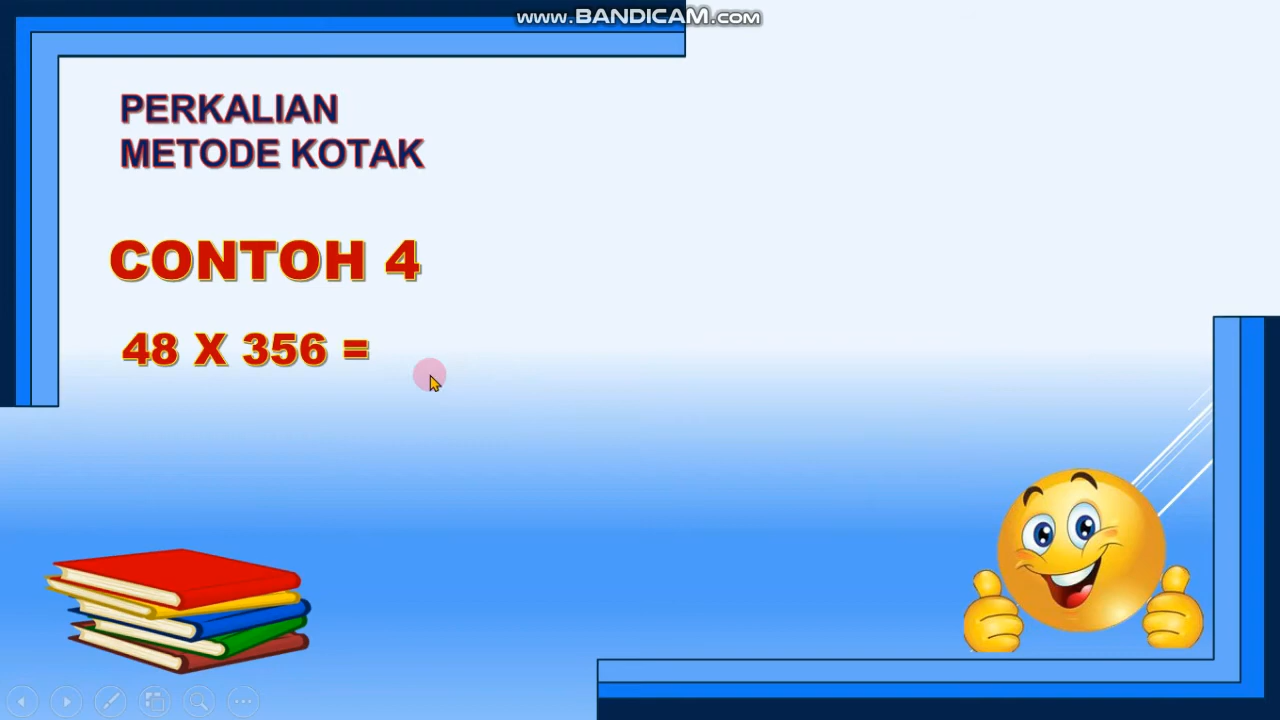 www.BANDICAM.com
PERKALIAN
METODE KOTAK
CONTOH 4
48 X 356 =